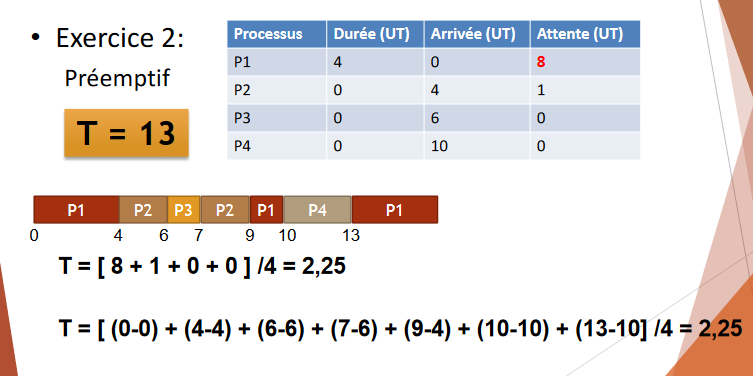 • Exercice 2:
Préemptif
T = 13
Processus Durée (UT) Arrivée (UT) Attente (UT)
P1 4 0 8
P2 0 4 1
P3 0 6 0
P4 0 10 0
P1 P2 P3 P2 P1 P4 P1
0 4 6 7 9 10 13
T = [ 8 + 1 + 0 + 0 ] /4 = 2,25
T = [ (0-0) + (4-4) + (6-6) + (7-6) + (9-4) + (10-10) + (13-10] /4 = 2,25